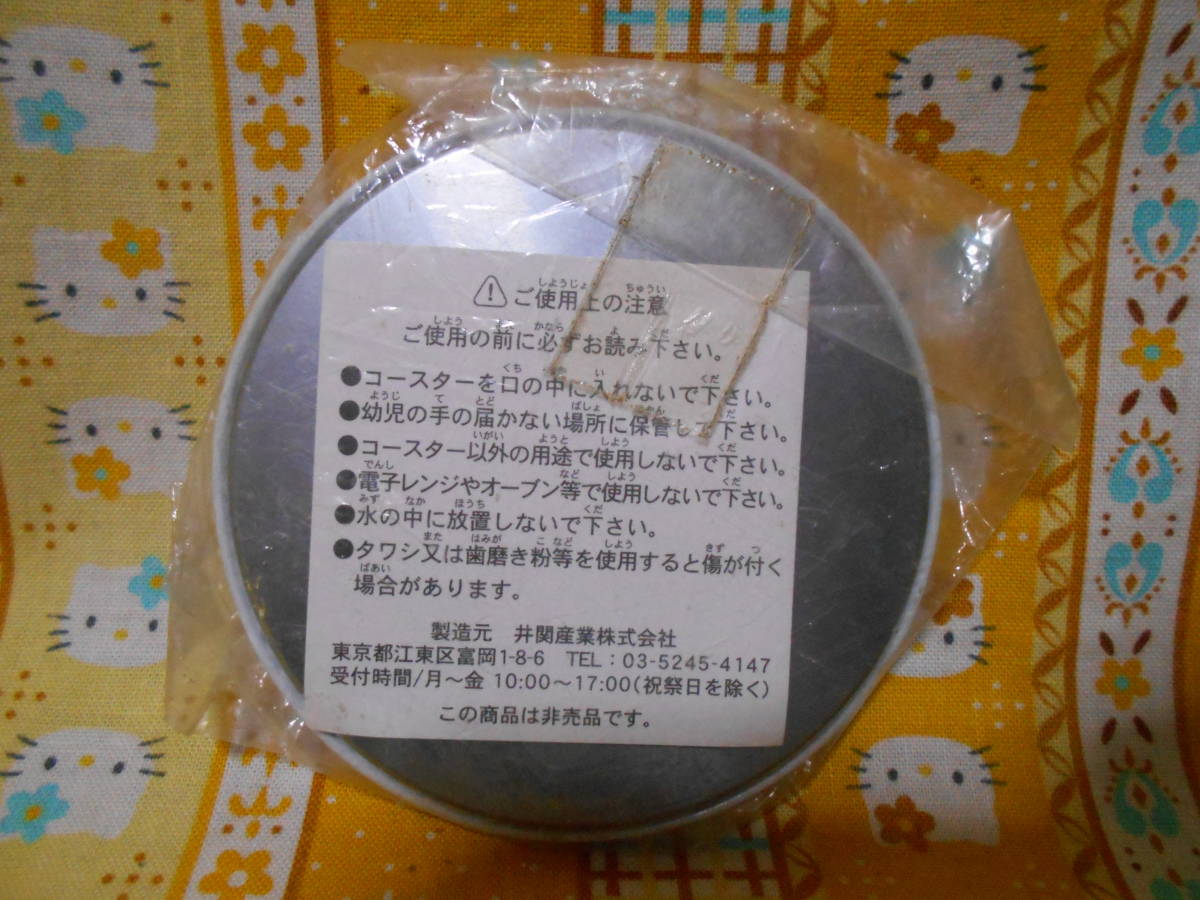 ⚠ご使用上の注意
ご使用の前に必ずお読み下さい。
●コースターを口の中に入れないで下さい。
●幼児の手の届かない場所に保管して下さい。
●コースター以外の用途で使用しないで下さい。
●電子レンジやオーブン等で使用しないで下さい。
●水の中に放置しないで下さい。
●タワシ又は歯磨き粉等を使用すると傷が付く
場合があります。
製造元 井関産業株式会社
東京都江東区富岡1-8-6 TEL:03-5245-4147
受付時間/月～金 10:00～17:00(祝祭日を除く)
この商品は非売品です。